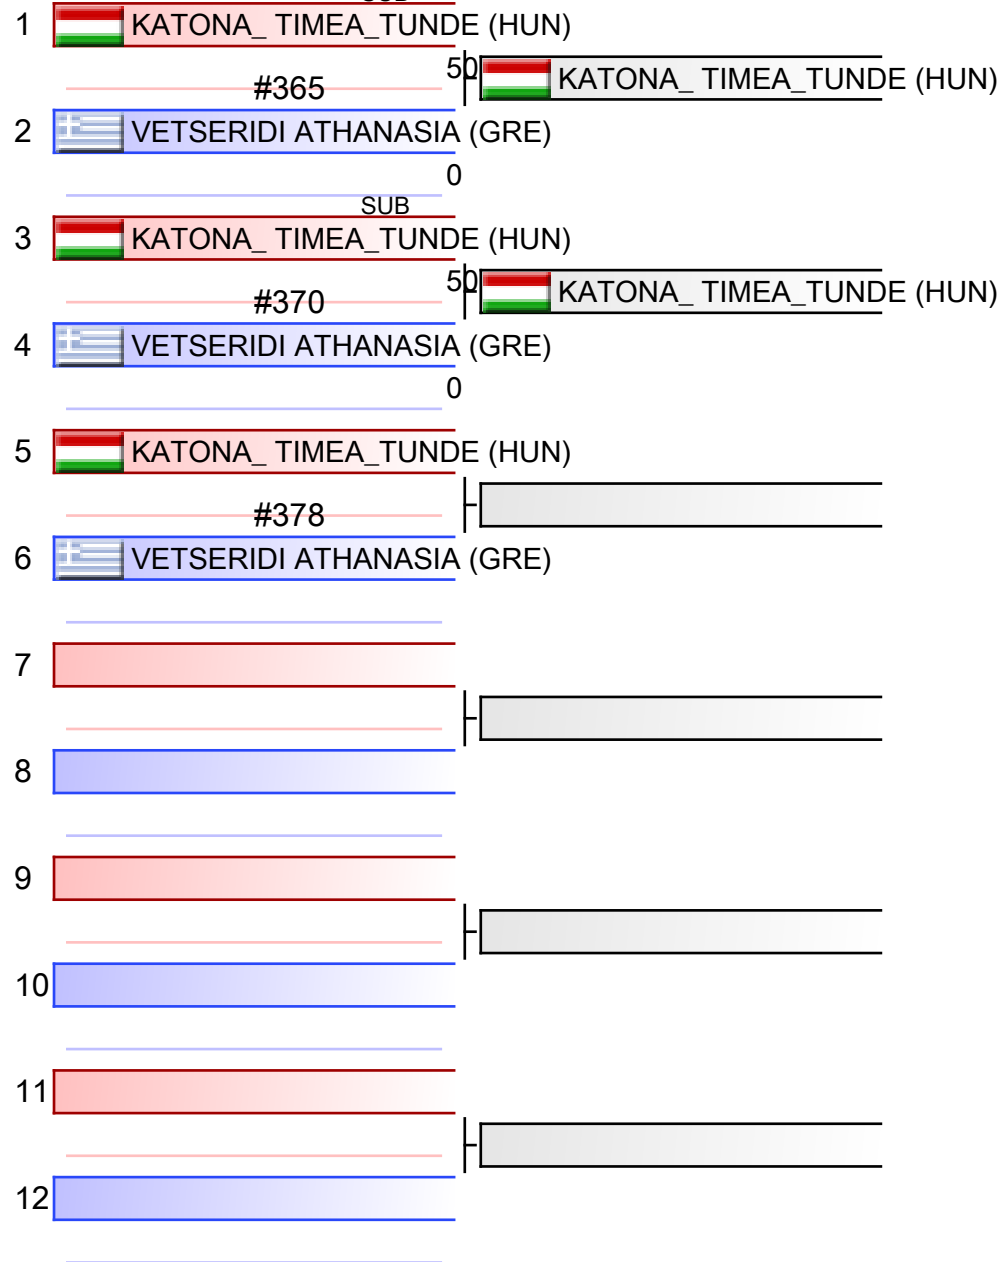 SUB
1 KATONA_ TIMEA_TUNDE (HUN)
50 KATONA_ TIMEA_TUNDE (HUN)
#365
2 VETSERIDI ATHANASIA (GRE)
0
SUB
3 KATONA_ TIMEA_TUNDE (HUN)
50 KATONA_ TIMEA_TUNDE (HUN)
#370
4 VETSERIDI ATHANASIA (GRE)
0
5 KATONA_ TIMEA_TUNDE (HUN)
#378
6 VETSERIDI ATHANASIA (GRE)
7
8
9
10
11
12